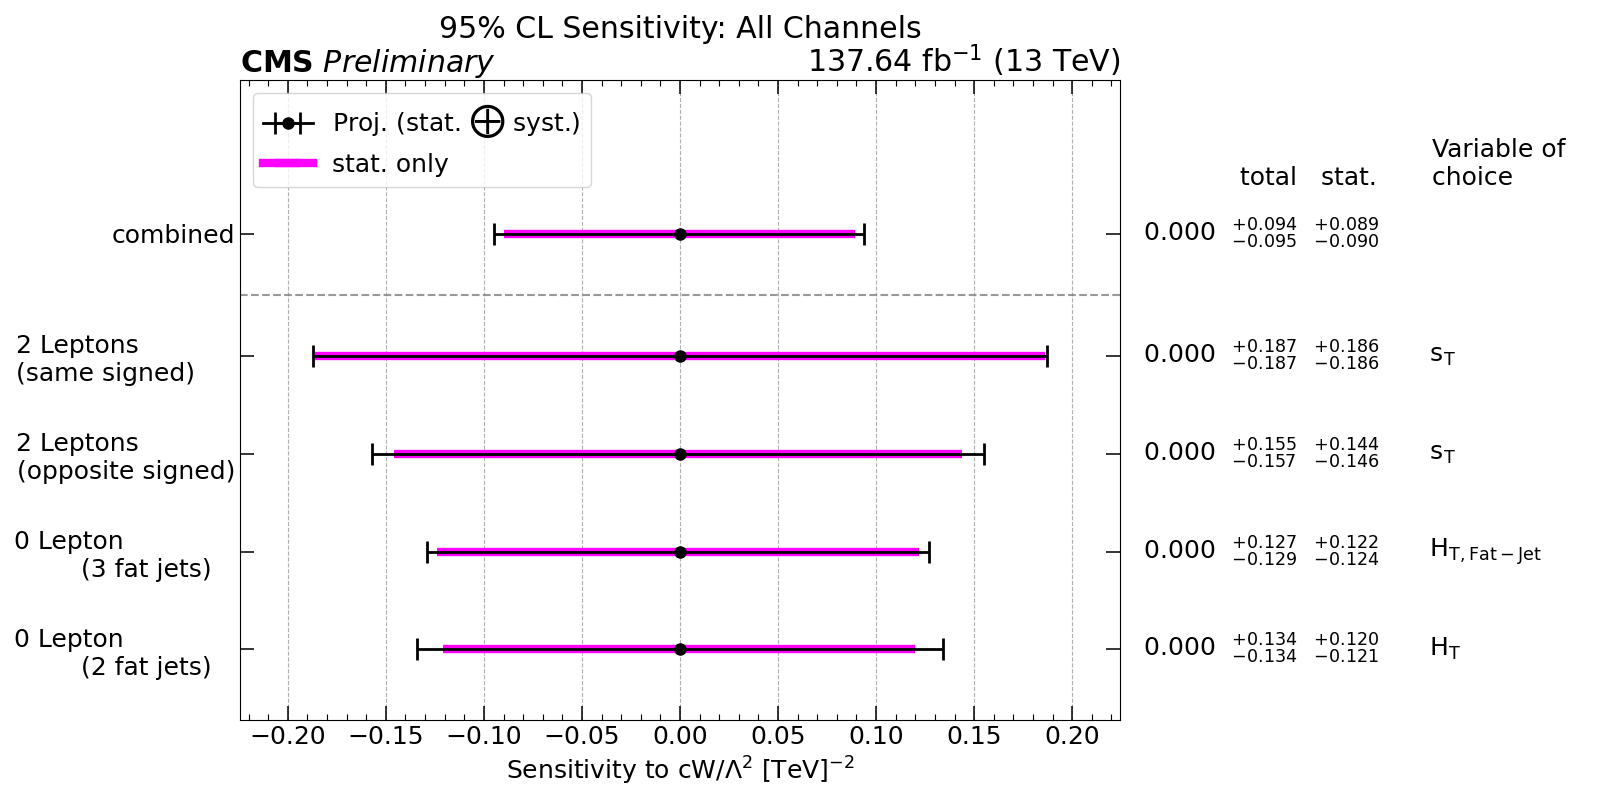 95% CL Sensitivity: All Channels
CMS Preliminary 137.64 fb⁻¹ (13 TeV)
Proj. (stat. ⊕ syst.)
stat. only
total stat. Variable of
choice
combined 0.000 +0.094 −0.095 +0.089 −0.090
2 Leptons
(same signed) 0.000 +0.187 −0.187 +0.186 −0.186 s_T
2 Leptons
(opposite signed) 0.000 +0.155 −0.157 +0.144 −0.146 s_T
0 Lepton
(3 fat jets) 0.000 +0.127 −0.129 +0.122 −0.124 H_T, Fat−Jet
0 Lepton
(2 fat jets) 0.000 +0.134 −0.134 +0.120 −0.121 H_T
−0.20 −0.15 −0.10 −0.05 0.00 0.05 0.10 0.15 0.20
Sensitivity to cW/Λ² [TeV]⁻²